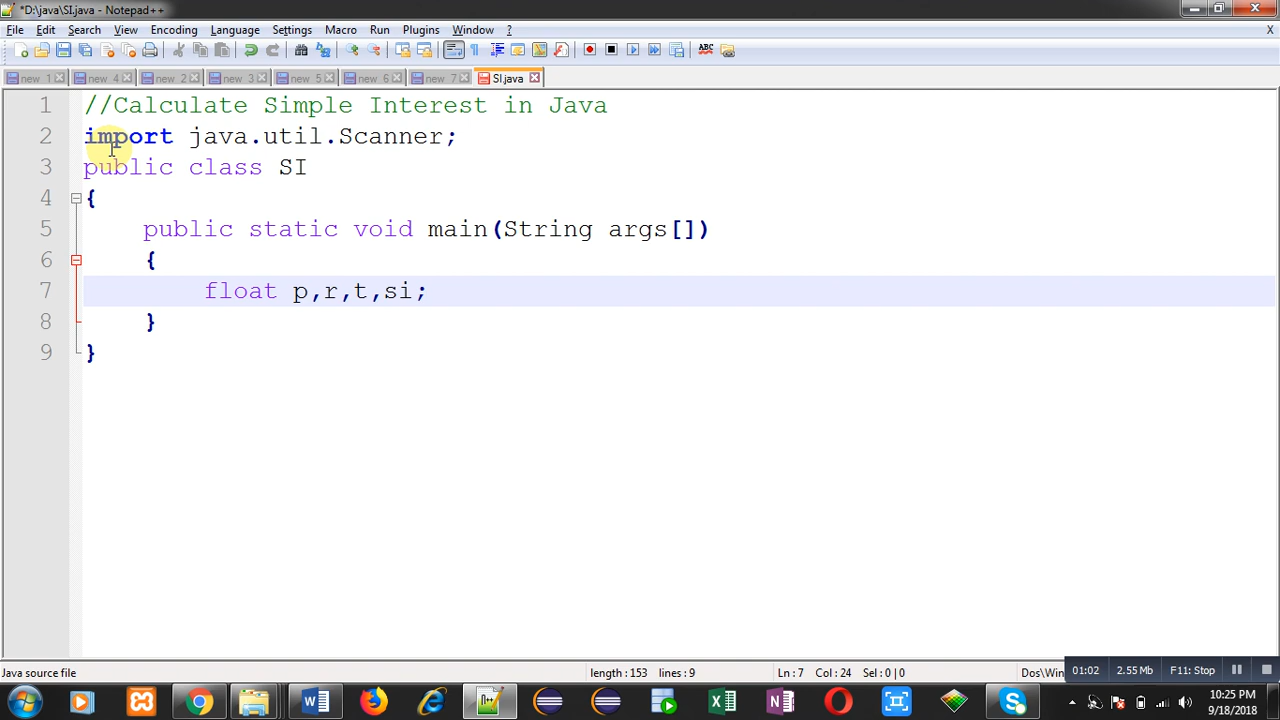 *D:\java\SI.java - Notepad++
File Edit Search View Encoding Language Settings Macro Run Plugins Window ? X
new 1 new 4 new 2 new 3 new 5 new 6 new 7 SI.java
1 //Calculate Simple Interest in Java
2 import java.util.Scanner;
3 public class SI
4 {
5 public static void main(String args[])
6 {
7 float p,r,t,si;
8 }
9 }
Java source file length : 153 lines : 9 Ln : 7 Col : 24 Sel : 0 | 0 Dos\Win 01:02 2.55 Mb F11: Stop
10:25 PM
9/18/2018